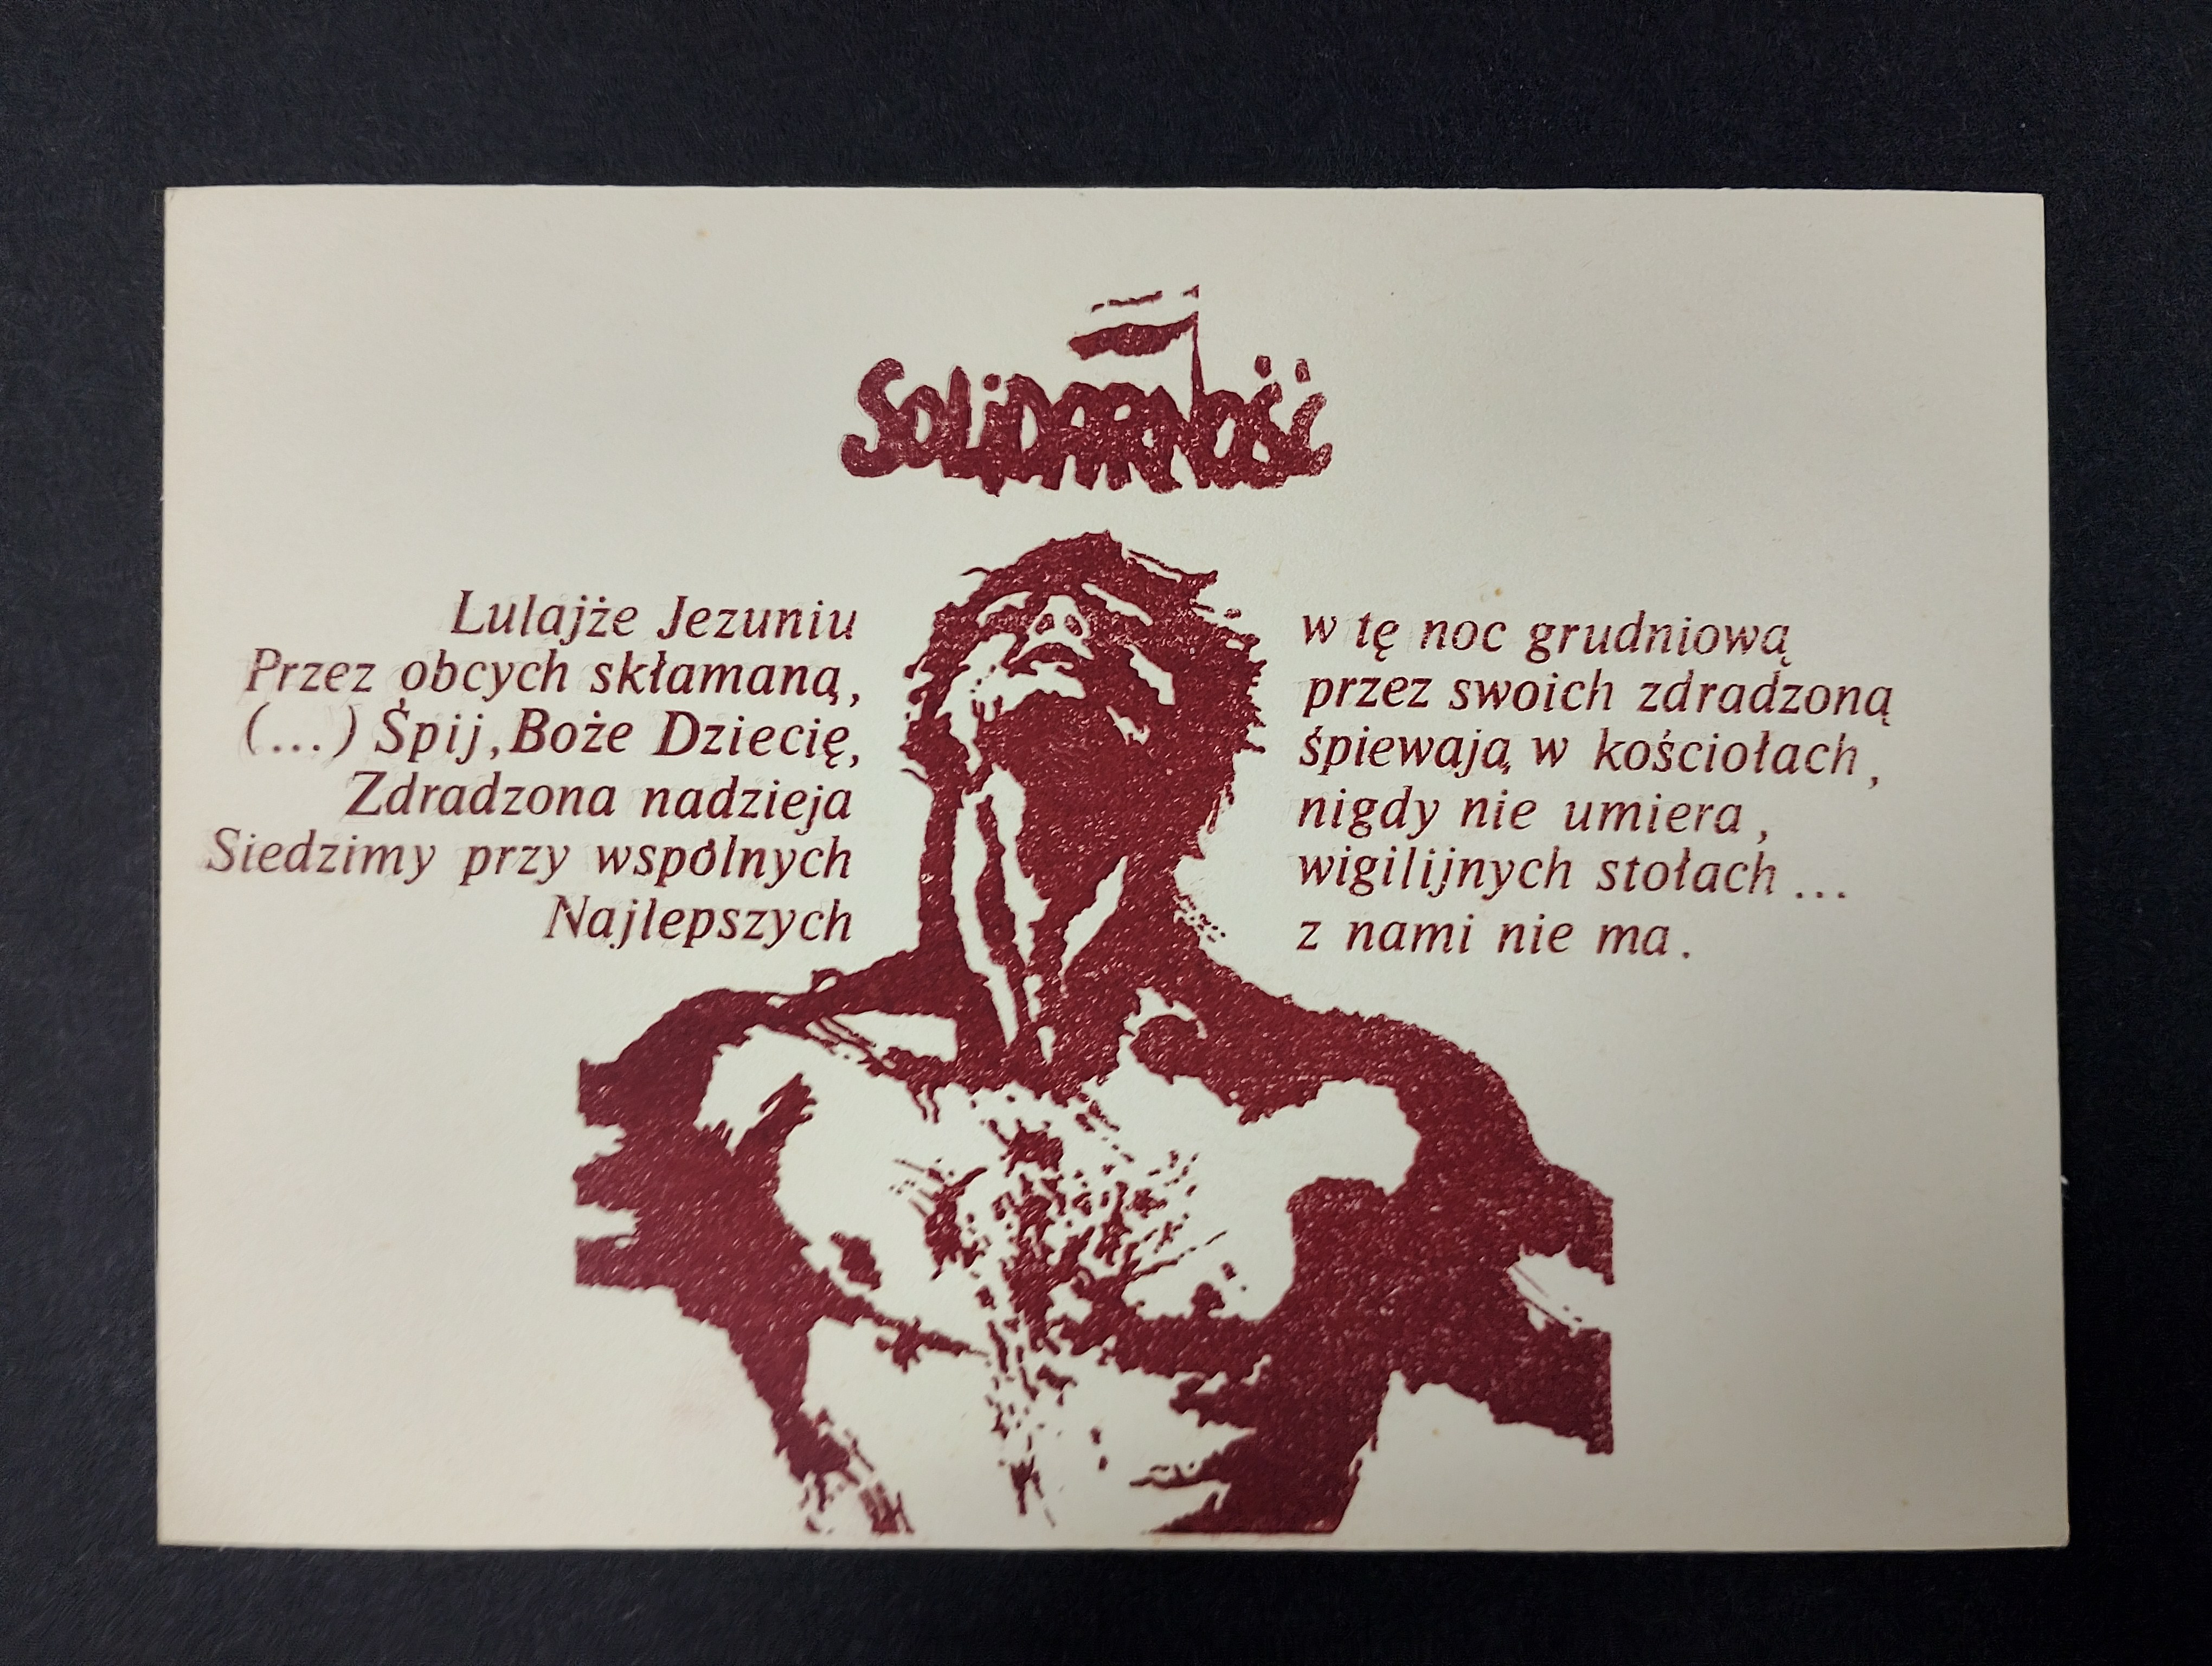 SOLiDARNOŚĆ
Lulajże Jezuniu w tę noc grudniową
Przez obcych skłamaną, przez swoich zdradzoną
(...) Śpij, Boże Dziecię, śpiewają w kościołach,
Zdradzona nadzieja nigdy nie umiera,
Siedzimy przy wspólnych wigilijnych stołach...
Najlepszych z nami nie ma.